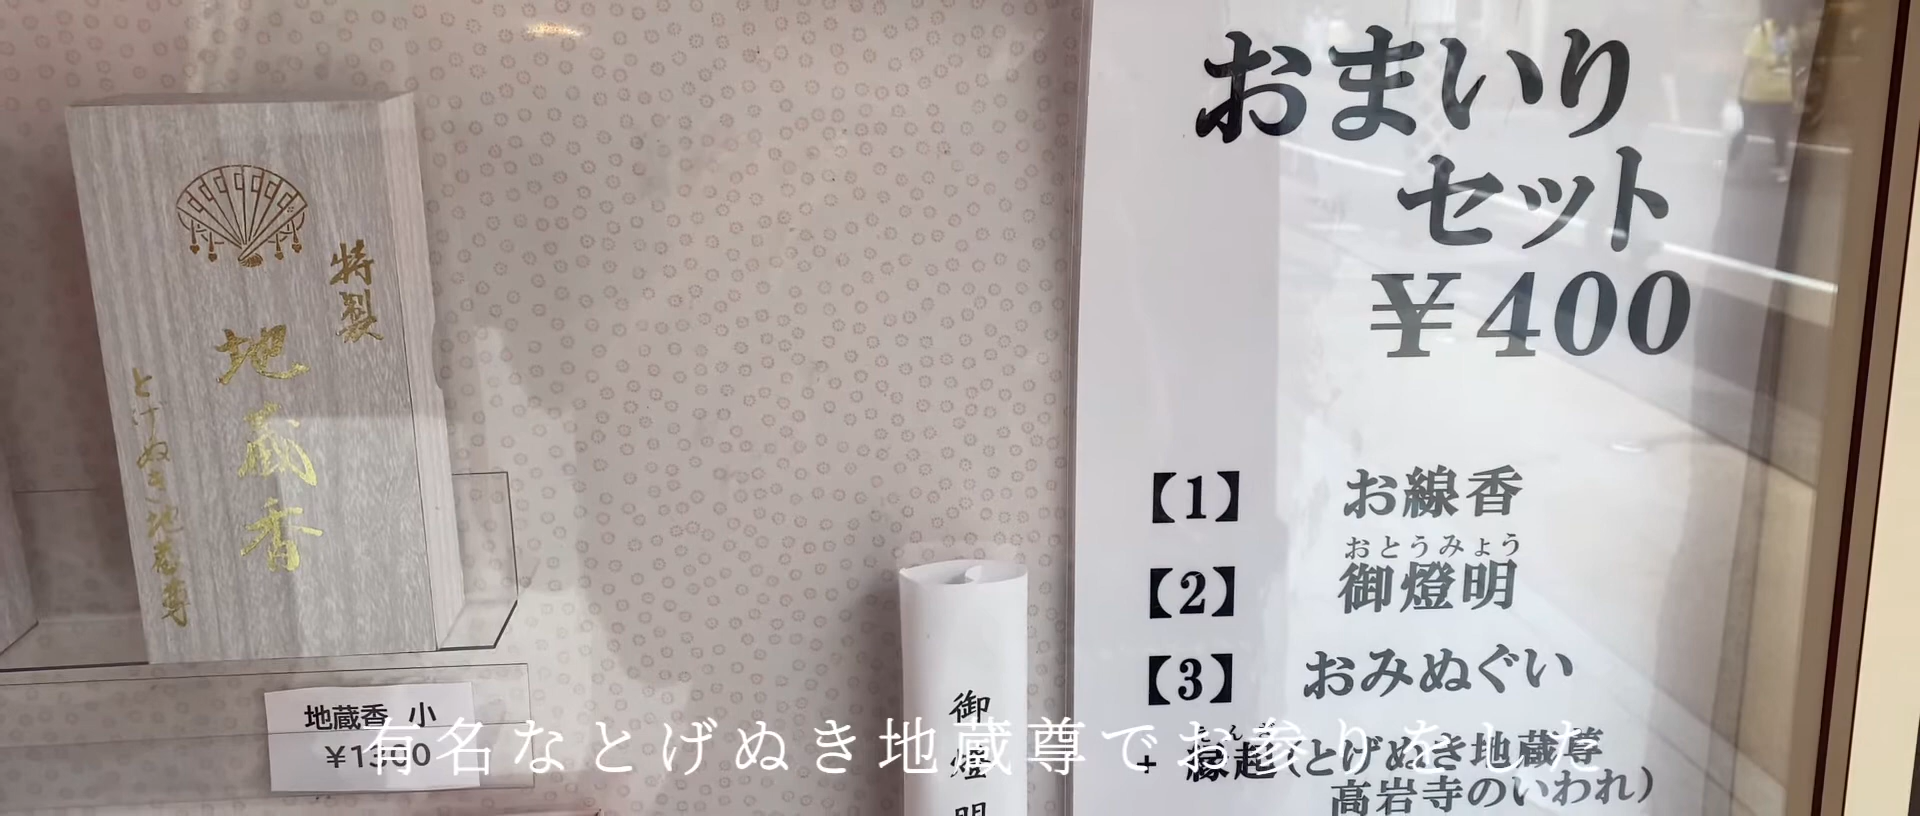 特製
地蔵香
とげぬき地蔵尊
地蔵香 小
¥1300
御燈明
おまいり
セット
¥400
【1】 お線香
おとうみょう
【2】 御燈明
【3】 おみぬぐい
+ 縁起(とげぬき地蔵尊
高岩寺のいわれ)
有名なとげぬき地蔵尊でお参りをした